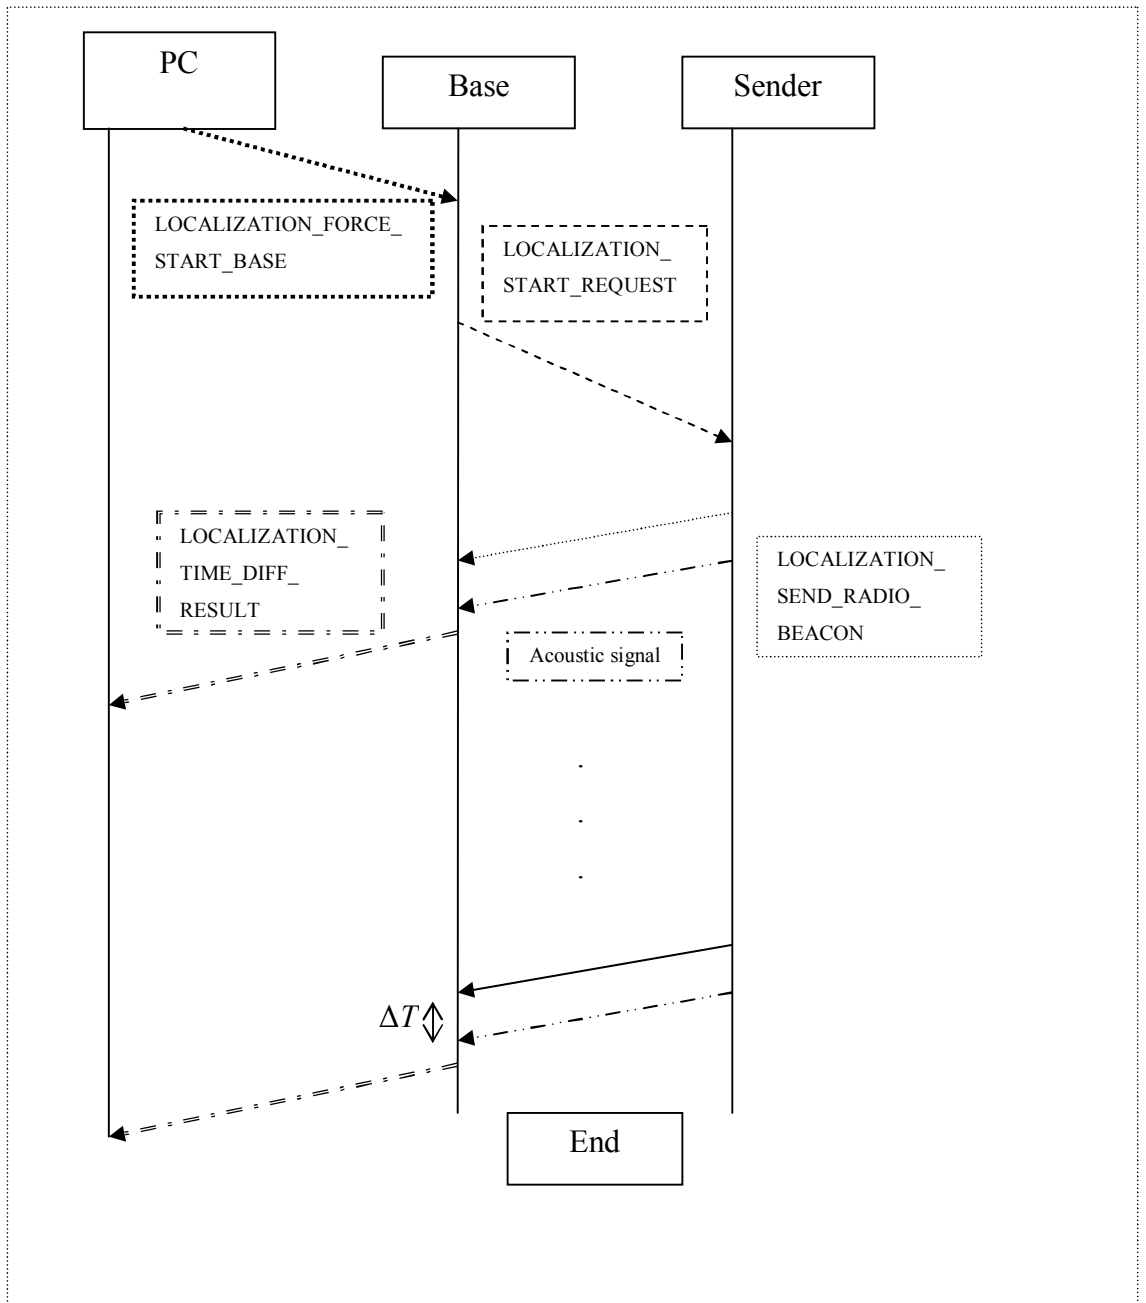 PC
Base
Sender
LOCALIZATION_FORCE_
START_BASE
LOCALIZATION_
START_REQUEST
LOCALIZATION_
TIME_DIFF_
RESULT
LOCALIZATION_
SEND_RADIO_
BEACON
Acoustic signal
.
.
.
ΔT
End